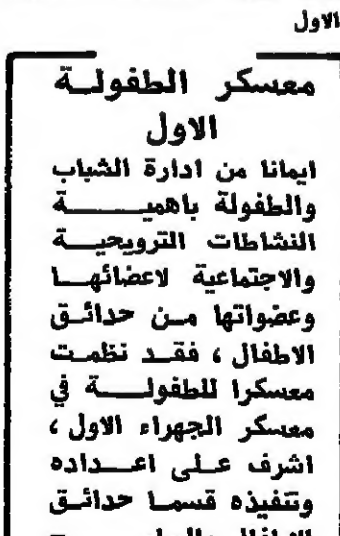 الاول
معسكر الطفولة
الاول
ايمانا من ادارة الشباب
والطفولة باهمية
النشاطات الترويحية
والاجتماعية لاعضائها
وعضواتها من حدائق
الاطفال ، فقد نظمت
معسكرا للطفولة في
معسكر الجهراء الاول ،
اشرف على اعداده
وتنفيذه قسما حدائق